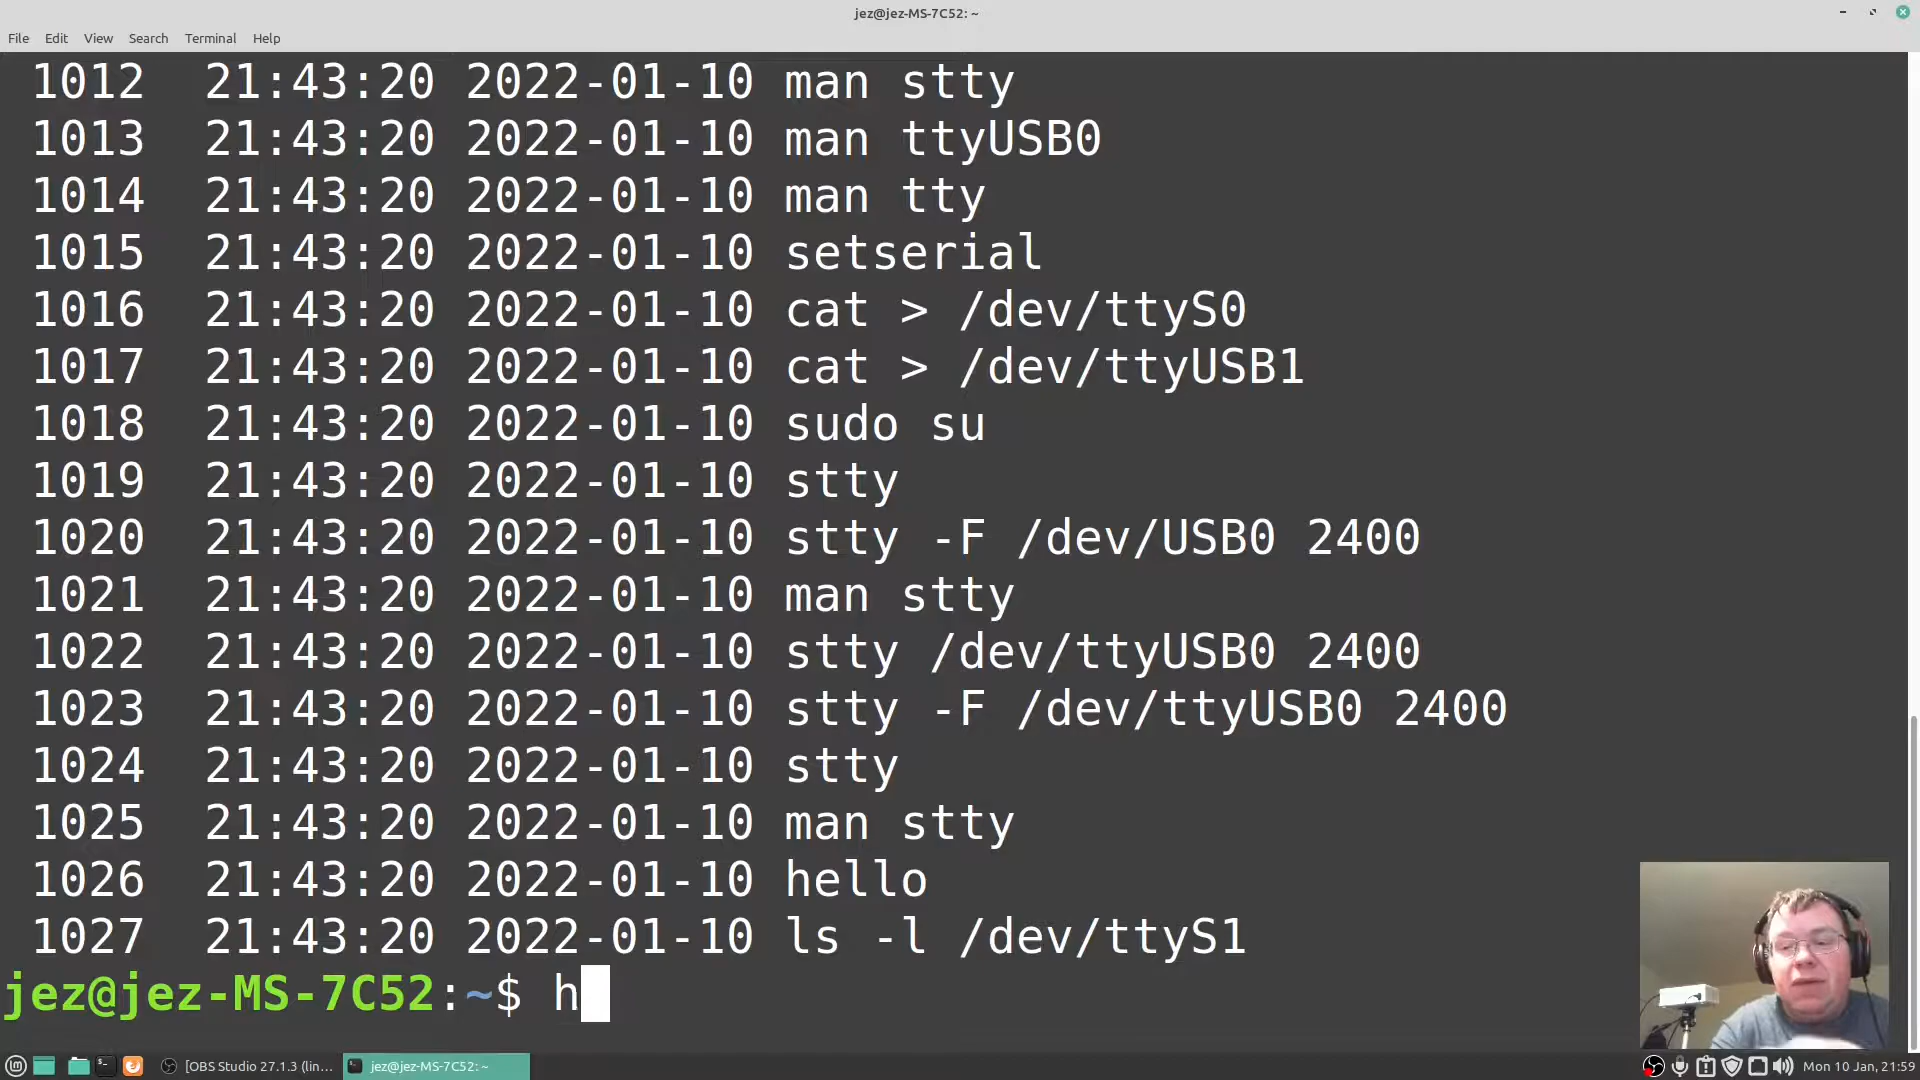 jez@jez-MS-7C52: ~
File Edit View Search Terminal Help
1012 21:43:20 2022-01-10 man stty
1013 21:43:20 2022-01-10 man ttyUSB0
1014 21:43:20 2022-01-10 man tty
1015 21:43:20 2022-01-10 setserial
1016 21:43:20 2022-01-10 cat > /dev/ttyS0
1017 21:43:20 2022-01-10 cat > /dev/ttyUSB1
1018 21:43:20 2022-01-10 sudo su
1019 21:43:20 2022-01-10 stty
1020 21:43:20 2022-01-10 stty -F /dev/USB0 2400
1021 21:43:20 2022-01-10 man stty
1022 21:43:20 2022-01-10 stty /dev/ttyUSB0 2400
1023 21:43:20 2022-01-10 stty -F /dev/ttyUSB0 2400
1024 21:43:20 2022-01-10 stty
1025 21:43:20 2022-01-10 man stty
1026 21:43:20 2022-01-10 hello
1027 21:43:20 2022-01-10 ls -l /dev/ttyS1
jez@jez-MS-7C52:~$ h
[OBS Studio 27.1.3 (lin... jez@jez-MS-7C52: ~ Mon 10 Jan, 21:59